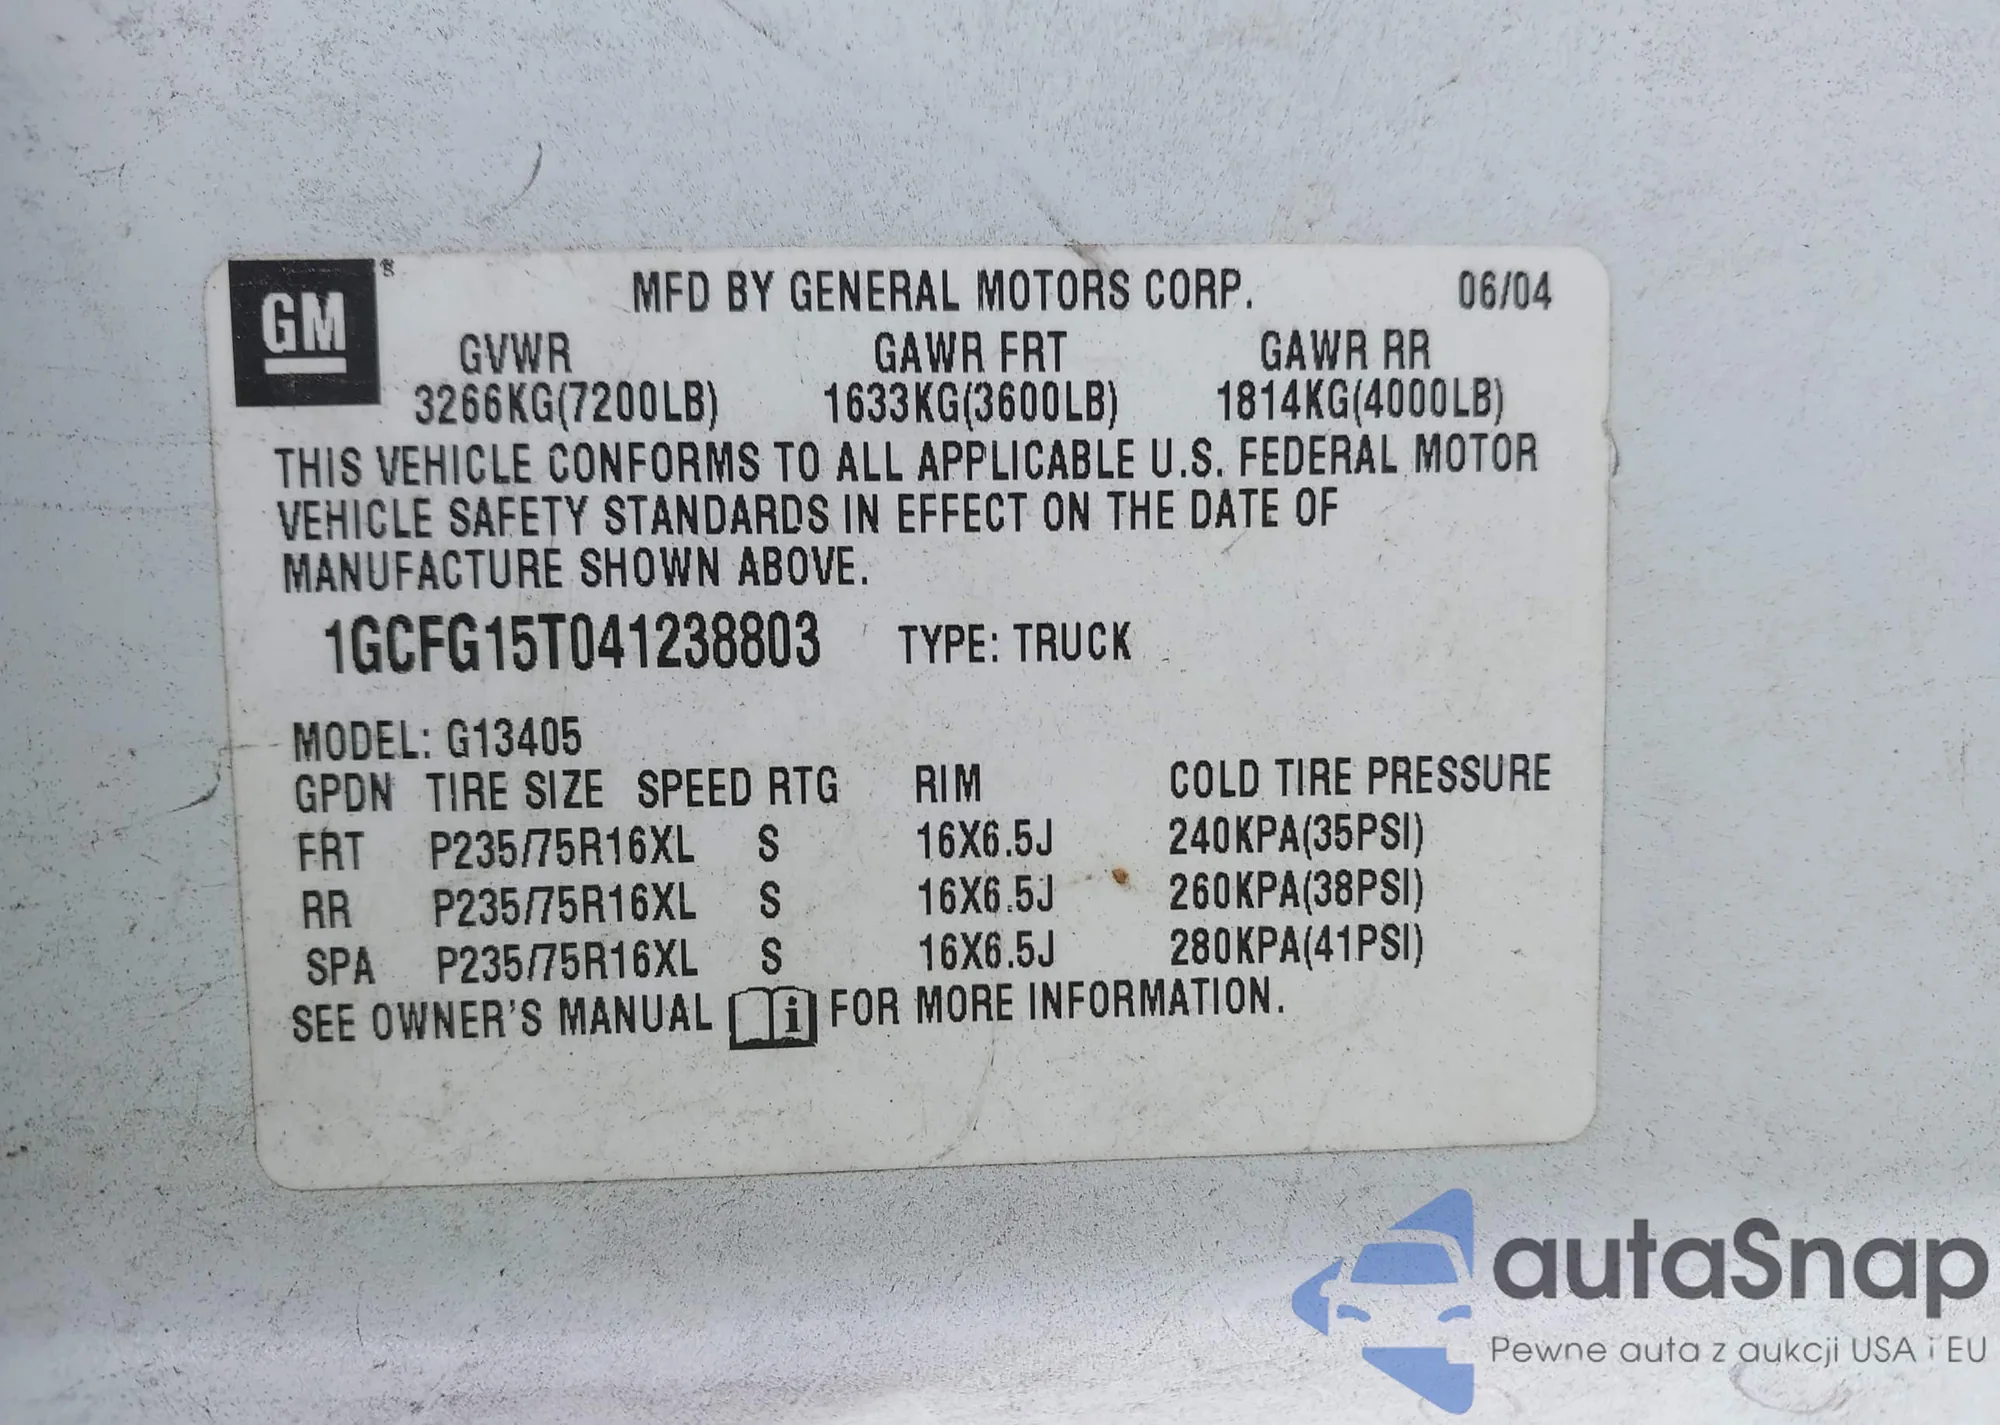 GM
MFD BY GENERAL MOTORS CORP. 06/04
GVWR GAWR FRT GAWR RR
3266KG(7200LB) 1633KG(3600LB) 1814KG(4000LB)
THIS VEHICLE CONFORMS TO ALL APPLICABLE U.S. FEDERAL MOTOR
VEHICLE SAFETY STANDARDS IN EFFECT ON THE DATE OF
MANUFACTURE SHOWN ABOVE.
1GCFG15T041238803 TYPE: TRUCK
MODEL: G13405
GPDN TIRE SIZE SPEED RTG RIM COLD TIRE PRESSURE
FRT P235/75R16XL S 16X6.5J 240KPA(35PSI)
RR P235/75R16XL S 16X6.5J 260KPA(38PSI)
SPA P235/75R16XL S 16X6.5J 280KPA(41PSI)
SEE OWNER'S MANUAL i FOR MORE INFORMATION.
autaSnap
Pewne auta z aukcji USA i EU